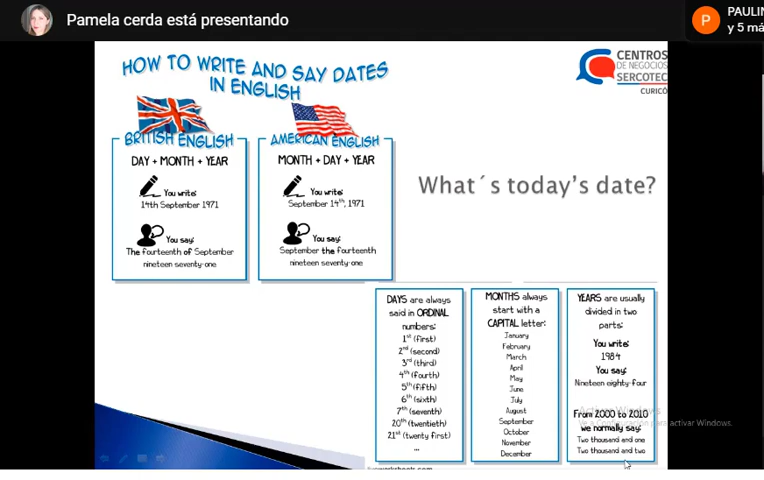 Pamela cerda está presentando
P
PAULIN
y 5 má
HOW TO WRITE AND SAY DATES
IN ENGLISH
CENTROS
DE NEGOCIOS
SERCOTEC
CURICÓ
BRITISH ENGLISH
DAY + MONTH + YEAR
You write:
14th September 1971
You say:
The fourteenth of September
nineteen seventy-one
AMERICAN ENGLISH
MONTH + DAY + YEAR
You write:
September 14th, 1971
You say:
September the fourteenth
nineteen seventy-one
What´s today's date?
DAYS are always
said in ORDINAL
numbers:
1st (first)
2nd (second)
3rd (third)
4th (fourth)
5th (fifth)
6th (sixth)
7th (seventh)
20th (twentieth)
21st (twenty first)
...
MONTHS always
start with a
CAPITAL letter:
January
February
March
April
May
June
July
August
September
October
November
December
YEARS are usually
divided in two
parts:
You write:
1984
You say:
Nineteen eighty-four
From 2000 to 2010
we normally say:
Two thousand and one
Two thousand and two
Activar Windows
Ve a Configuración para activar Windows.